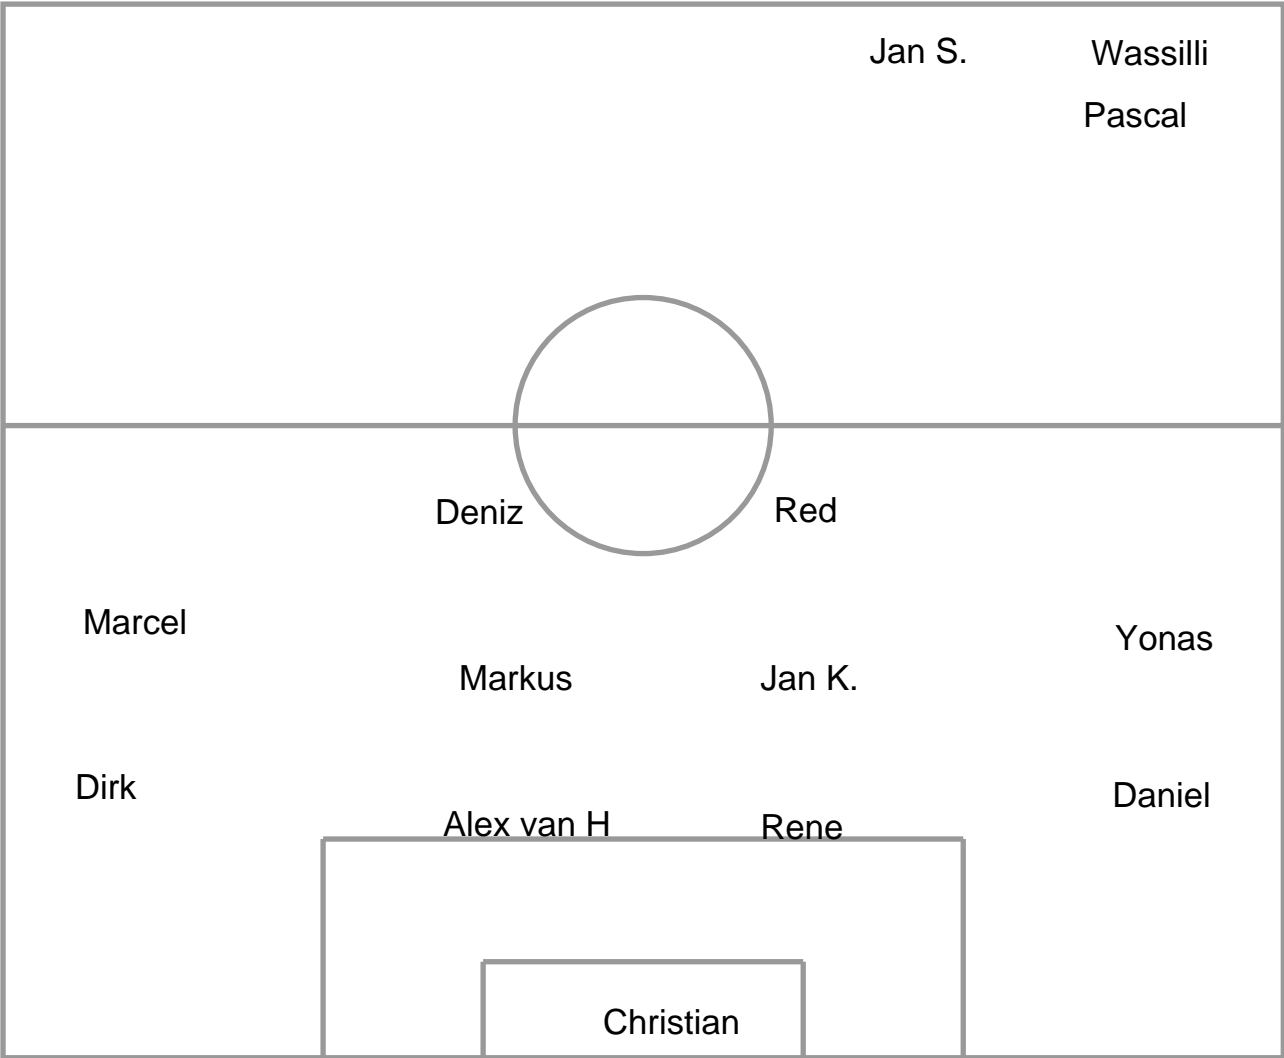 Jan S.
Wassilli
Pascal
Deniz
Red
Marcel
Yonas
Markus
Jan K.
Dirk
Daniel
Alex van H
Rene
Christian